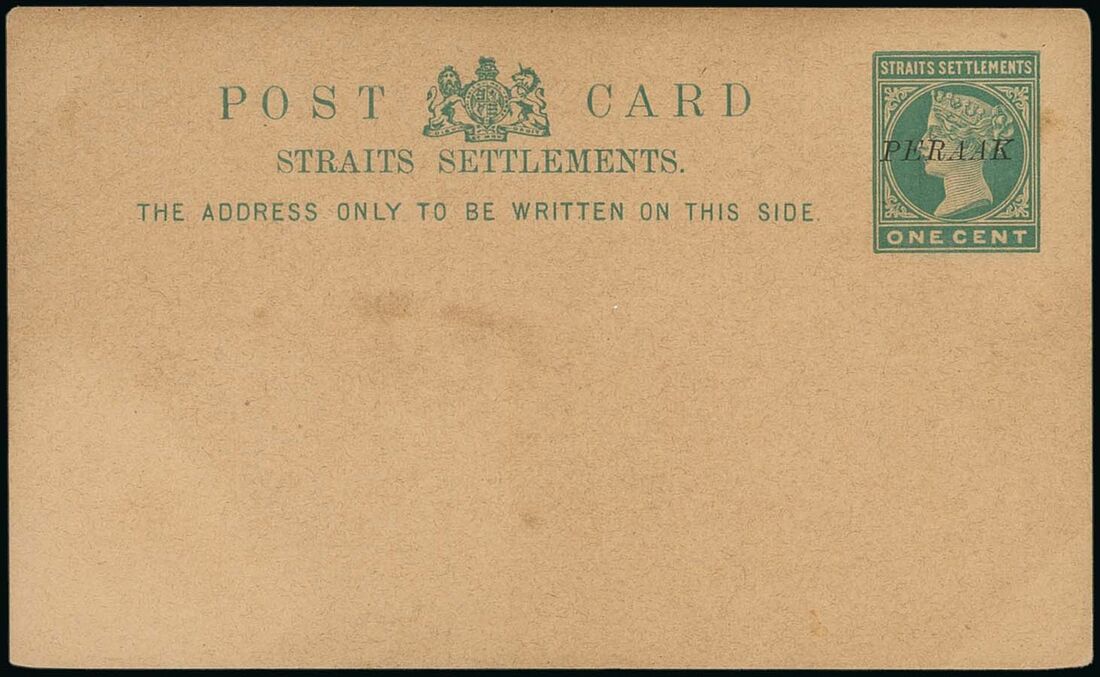 POST CARD
STRAITS SETTLEMENTS.
THE ADDRESS ONLY TO BE WRITTEN ON THIS SIDE.
STRAITS SETTLEMENTS
PERAAK
ONE CENT